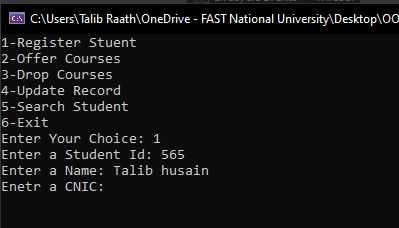 C:\Users\Talib Raath\OneDrive - FAST National University\Desktop\OO
1-Register Stuent
2-Offer Courses
3-Drop Courses
4-Update Record
5-Search Student
6-Exit
Enter Your Choice: 1
Enter a Student Id: 565
Enter a Name: Talib husain
Enetr a CNIC: